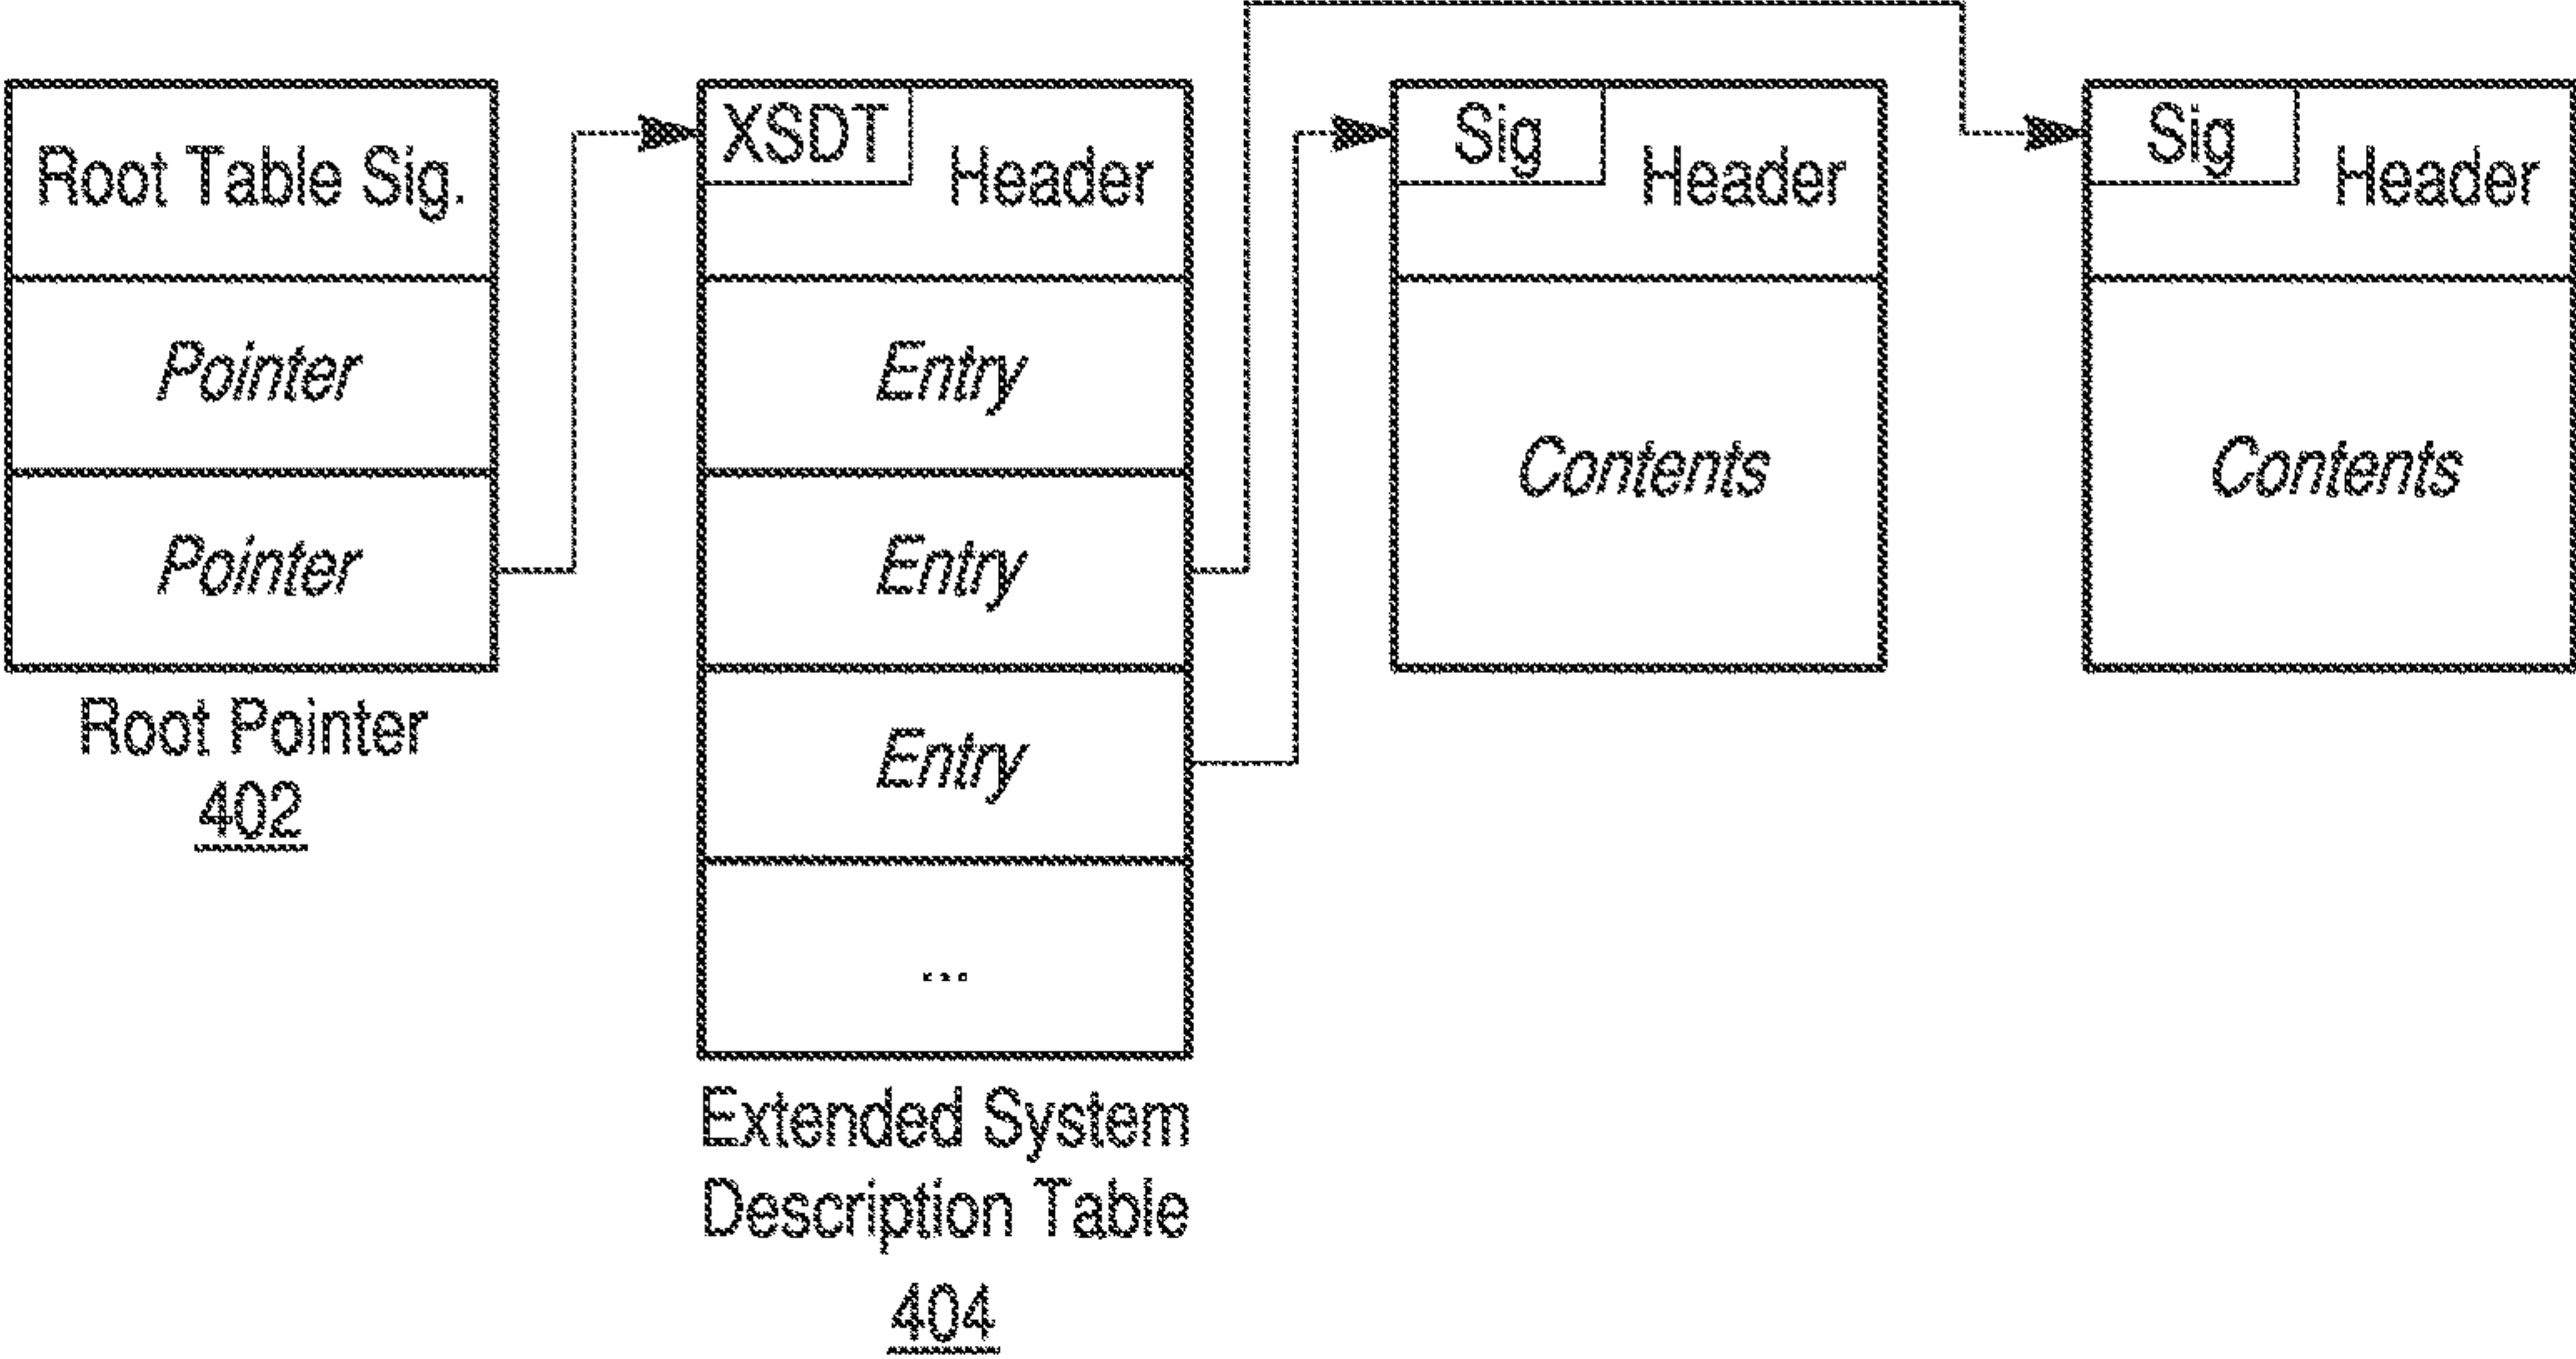 Root Table Sig.
Pointer
Pointer
Root Pointer
402
XSDT
Header
Entry
Entry
Entry
...
Extended System
Description Table
404
Sig
Header
Contents
Sig
Header
Contents